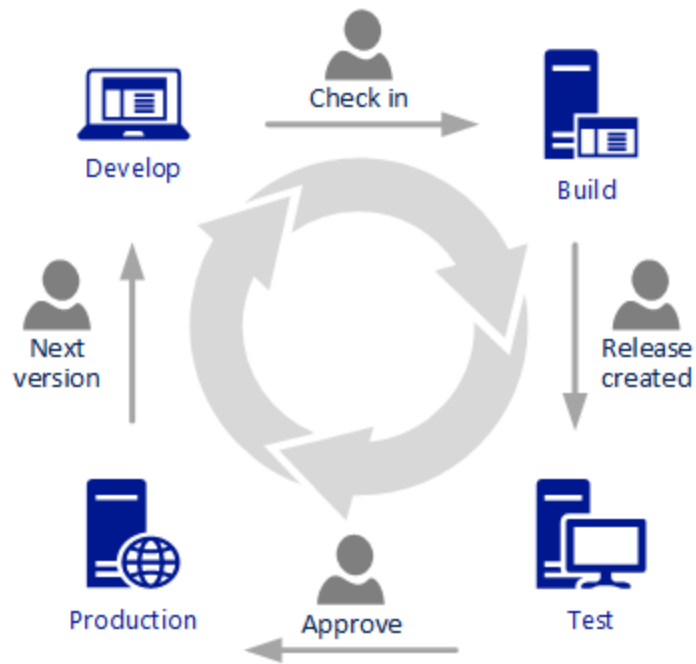 Check in
Develop
Build
Next
version
Release
created
Production
Approve
Test